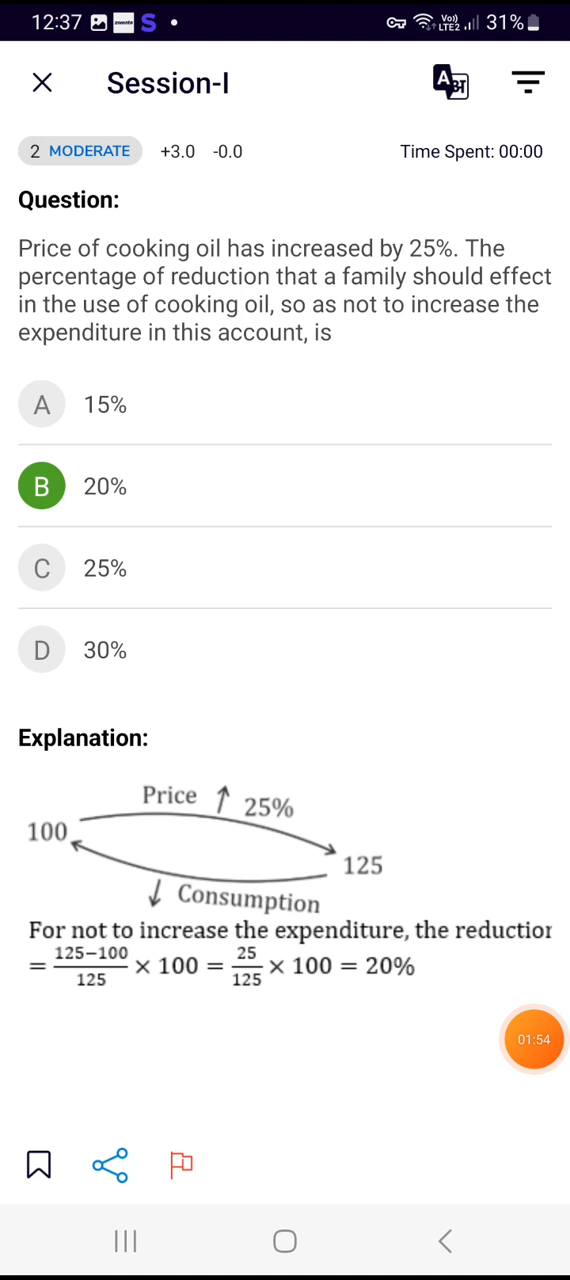 12:37 S • Vo)) LTE2 31%
Session-I
2 MODERATE +3.0 -0.0 Time Spent: 00:00
Question:
Price of cooking oil has increased by 25%. The
percentage of reduction that a family should effect
in the use of cooking oil, so as not to increase the
expenditure in this account, is
A 15%
B 20%
C 25%
D 30%
Explanation:
Price ↑ 25%
100
125
↓ Consumption
For not to increase the expenditure, the reduction
= 125−100/125 × 100 = 25/125 × 100 = 20%
01:54